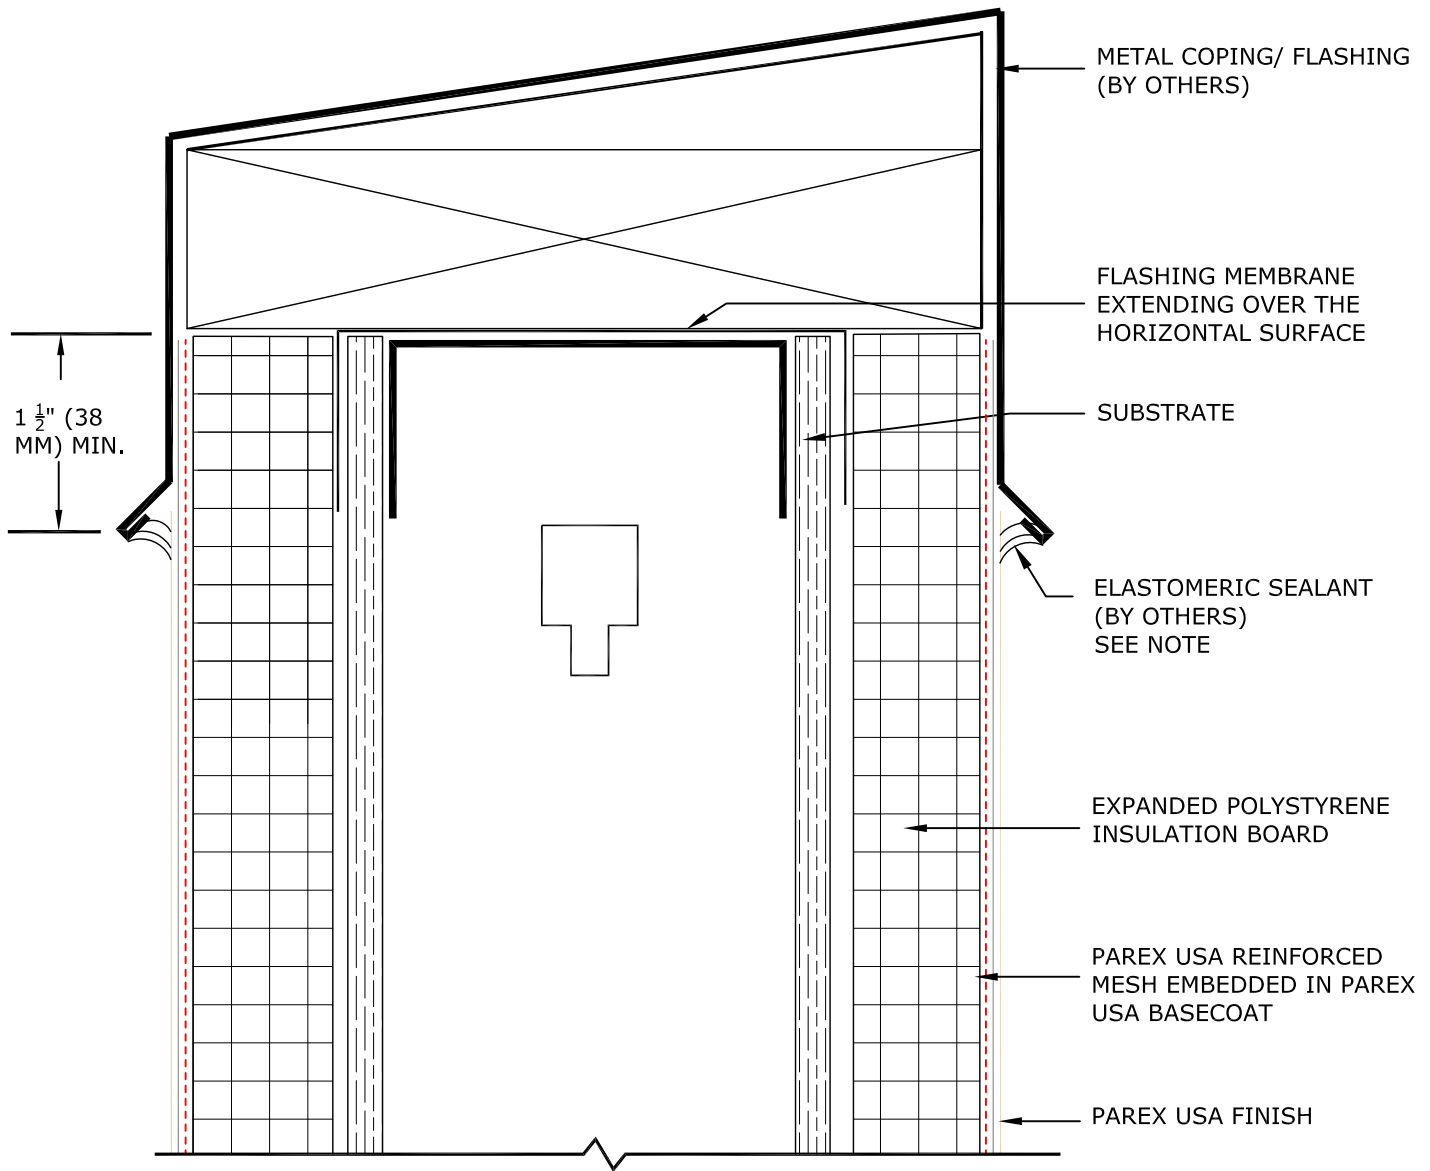 METAL COPING/ FLASHING
(BY OTHERS)
FLASHING MEMBRANE
EXTENDING OVER THE
HORIZONTAL SURFACE
1 ½" (38
MM) MIN.
SUBSTRATE
ELASTOMERIC SEALANT
(BY OTHERS)
SEE NOTE
EXPANDED POLYSTYRENE
INSULATION BOARD
PAREX USA REINFORCED
MESH EMBEDDED IN PAREX
USA BASECOAT
PAREX USA FINISH